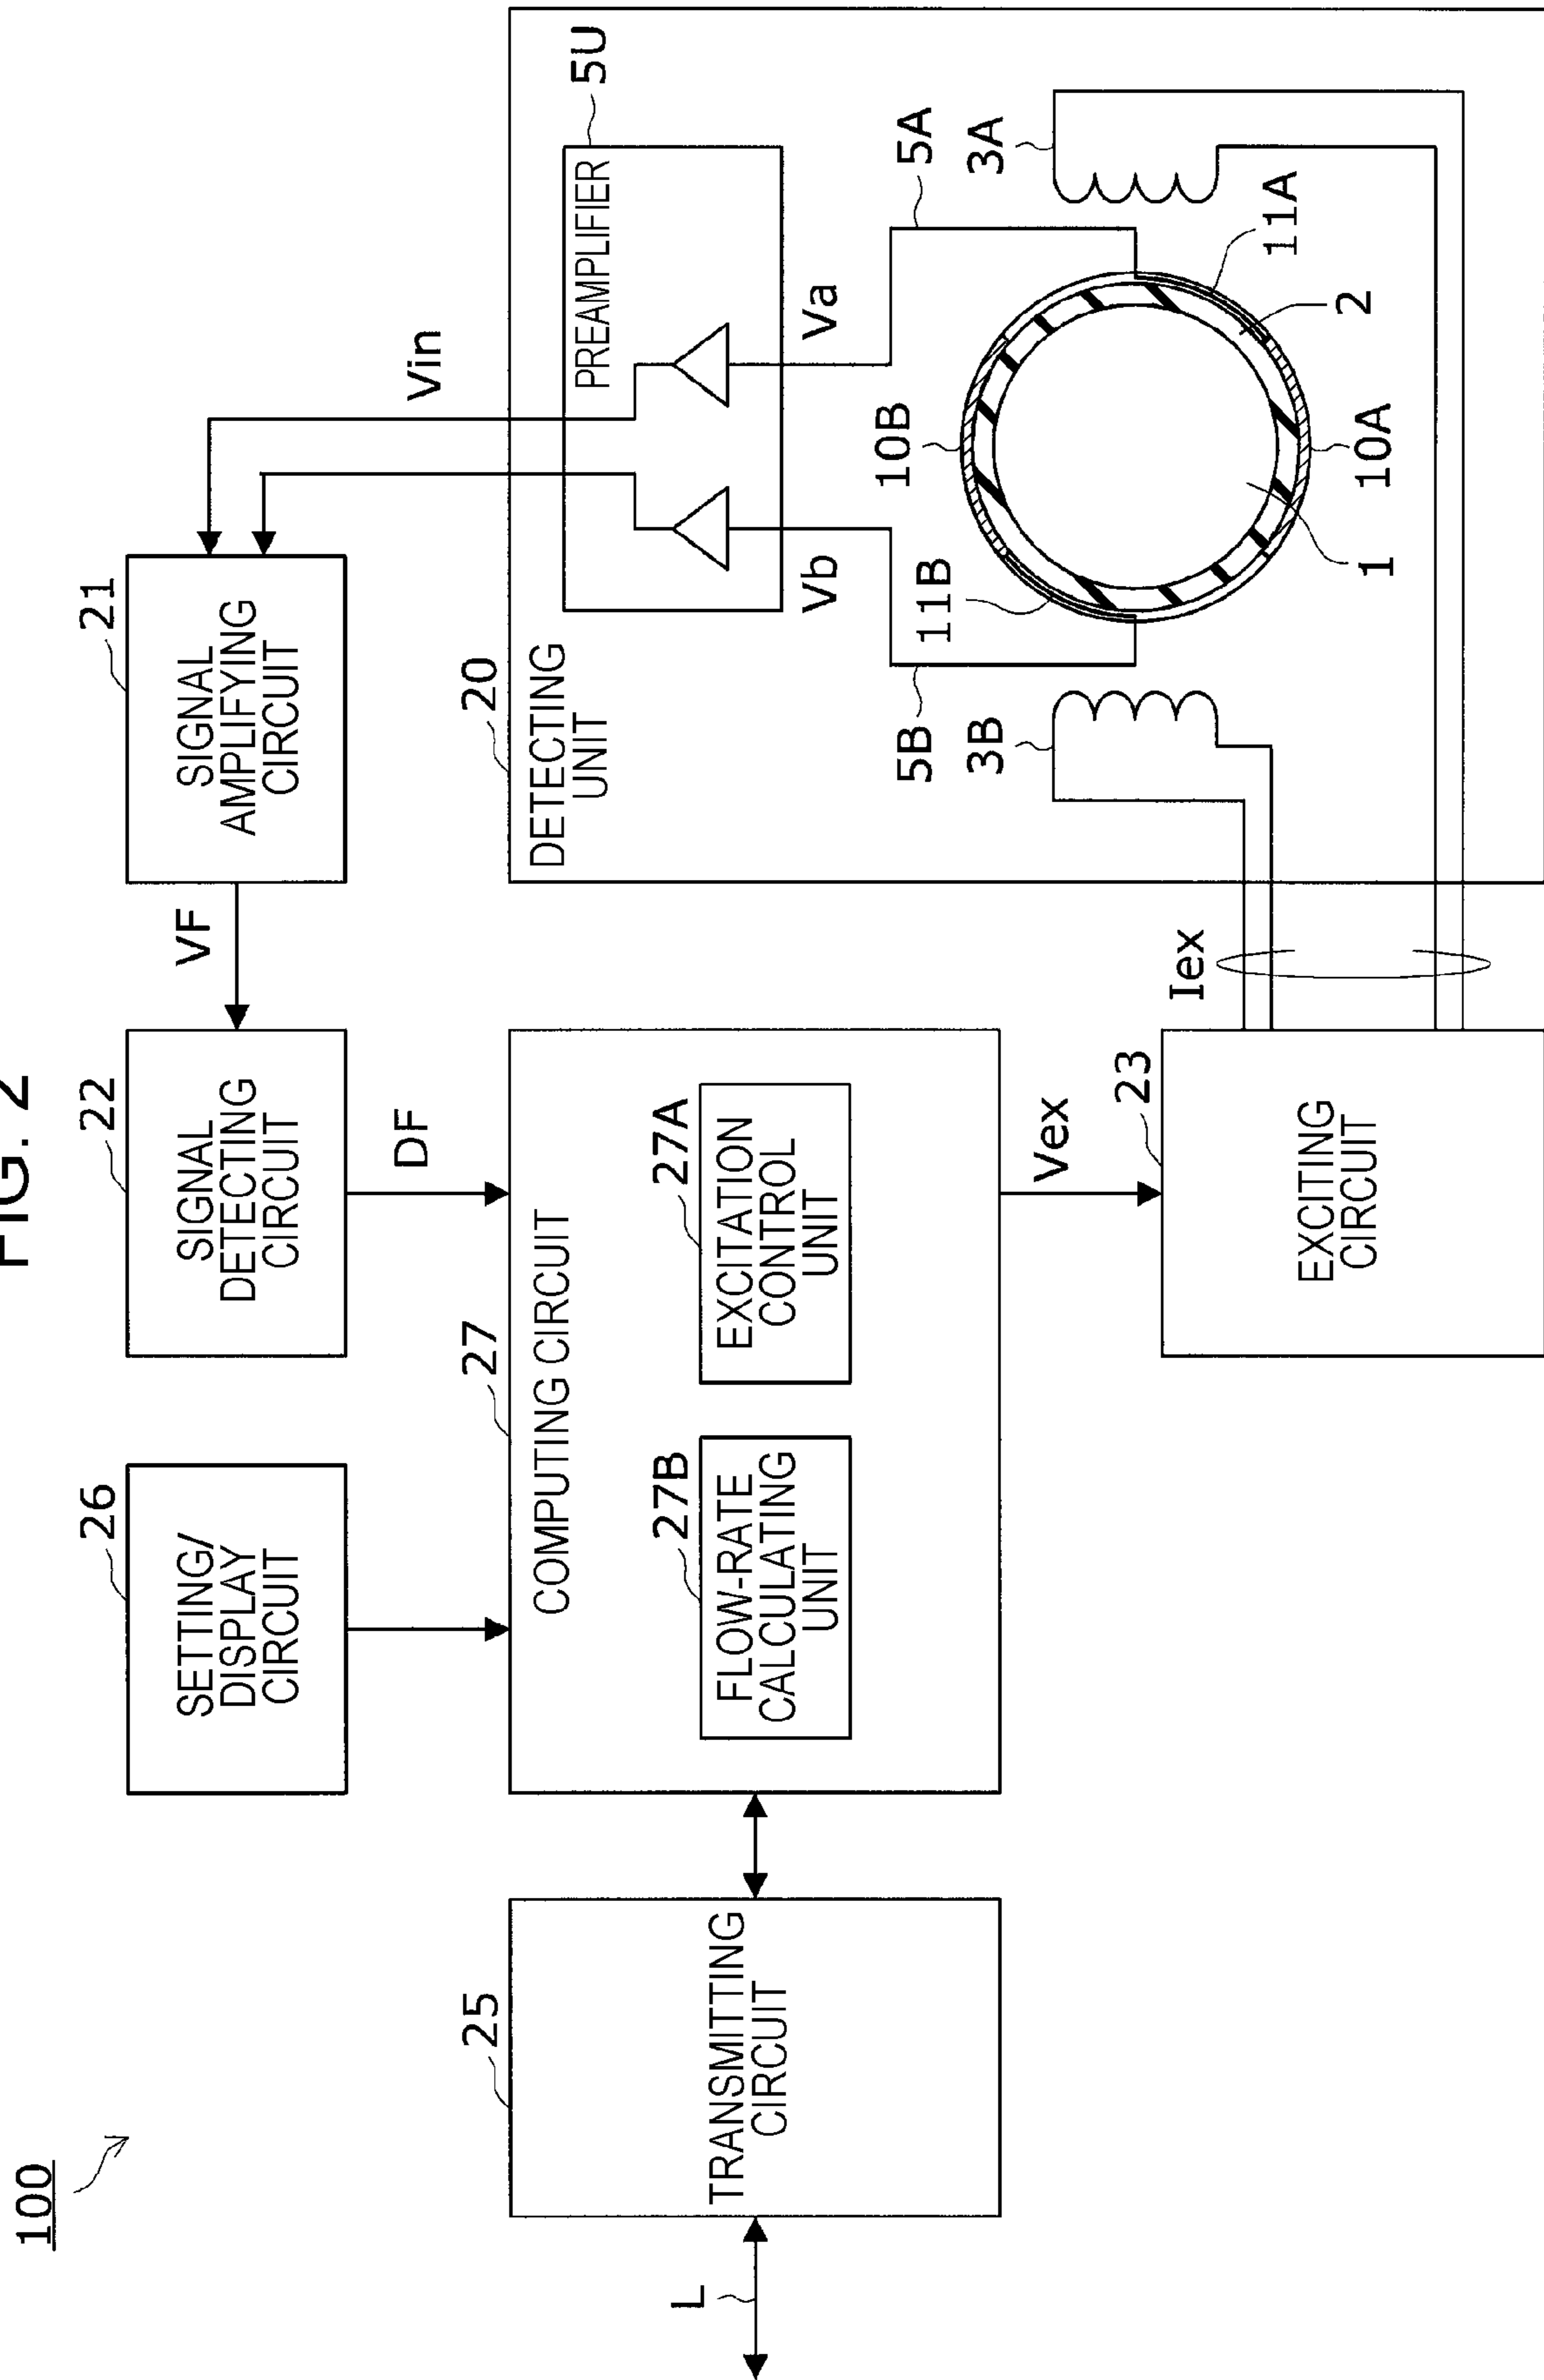 FIG. 2
100
26
SETTING/
DISPLAY
CIRCUIT
22
SIGNAL
DETECTING
CIRCUIT
VF
21
SIGNAL
AMPLIFYING
CIRCUIT
DF
Vin
L
25
TRANSMITTING
CIRCUIT
27
COMPUTING CIRCUIT
27B
FLOW-RATE
CALCULATING
UNIT
27A
EXCITATION
CONTROL
UNIT
Vex
23
EXCITING
CIRCUIT
Iex
20
DETECTING
UNIT
5U
PREAMPLIFIER
Vb
Va
5B
11B
10B
5A
3B
3A
11A
2
1
10A